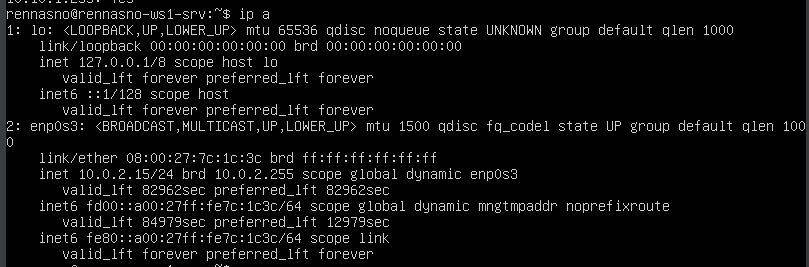 rennasno@rennasno-ws1-srv:~$ ip a
1: lo: <LOOPBACK,UP,LOWER_UP> mtu 65536 qdisc noqueue state UNKNOWN group default qlen 1000
    link/loopback 00:00:00:00:00:00 brd 00:00:00:00:00:00
    inet 127.0.0.1/8 scope host lo
       valid_lft forever preferred_lft forever
    inet6 ::1/128 scope host
       valid_lft forever preferred_lft forever
2: enp0s3: <BROADCAST,MULTICAST,UP,LOWER_UP> mtu 1500 qdisc fq_codel state UP group default qlen 100
0
    link/ether 08:00:27:7c:1c:3c brd ff:ff:ff:ff:ff:ff
    inet 10.0.2.15/24 brd 10.0.2.255 scope global dynamic enp0s3
       valid_lft 82962sec preferred_lft 82962sec
    inet6 fd00::a00:27ff:fe7c:1c3c/64 scope global dynamic mngtmpaddr noprefixroute
       valid_lft 84979sec preferred_lft 12979sec
    inet6 fe80::a00:27ff:fe7c:1c3c/64 scope link
       valid_lft forever preferred_lft forever